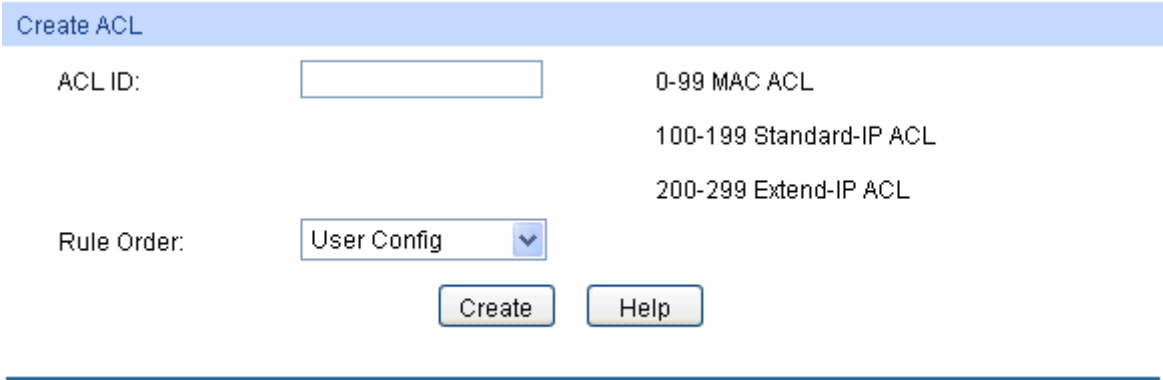 Create ACL
ACL ID: 0-99 MAC ACL
100-199 Standard-IP ACL
200-299 Extend-IP ACL
Rule Order: User Config
Create Help